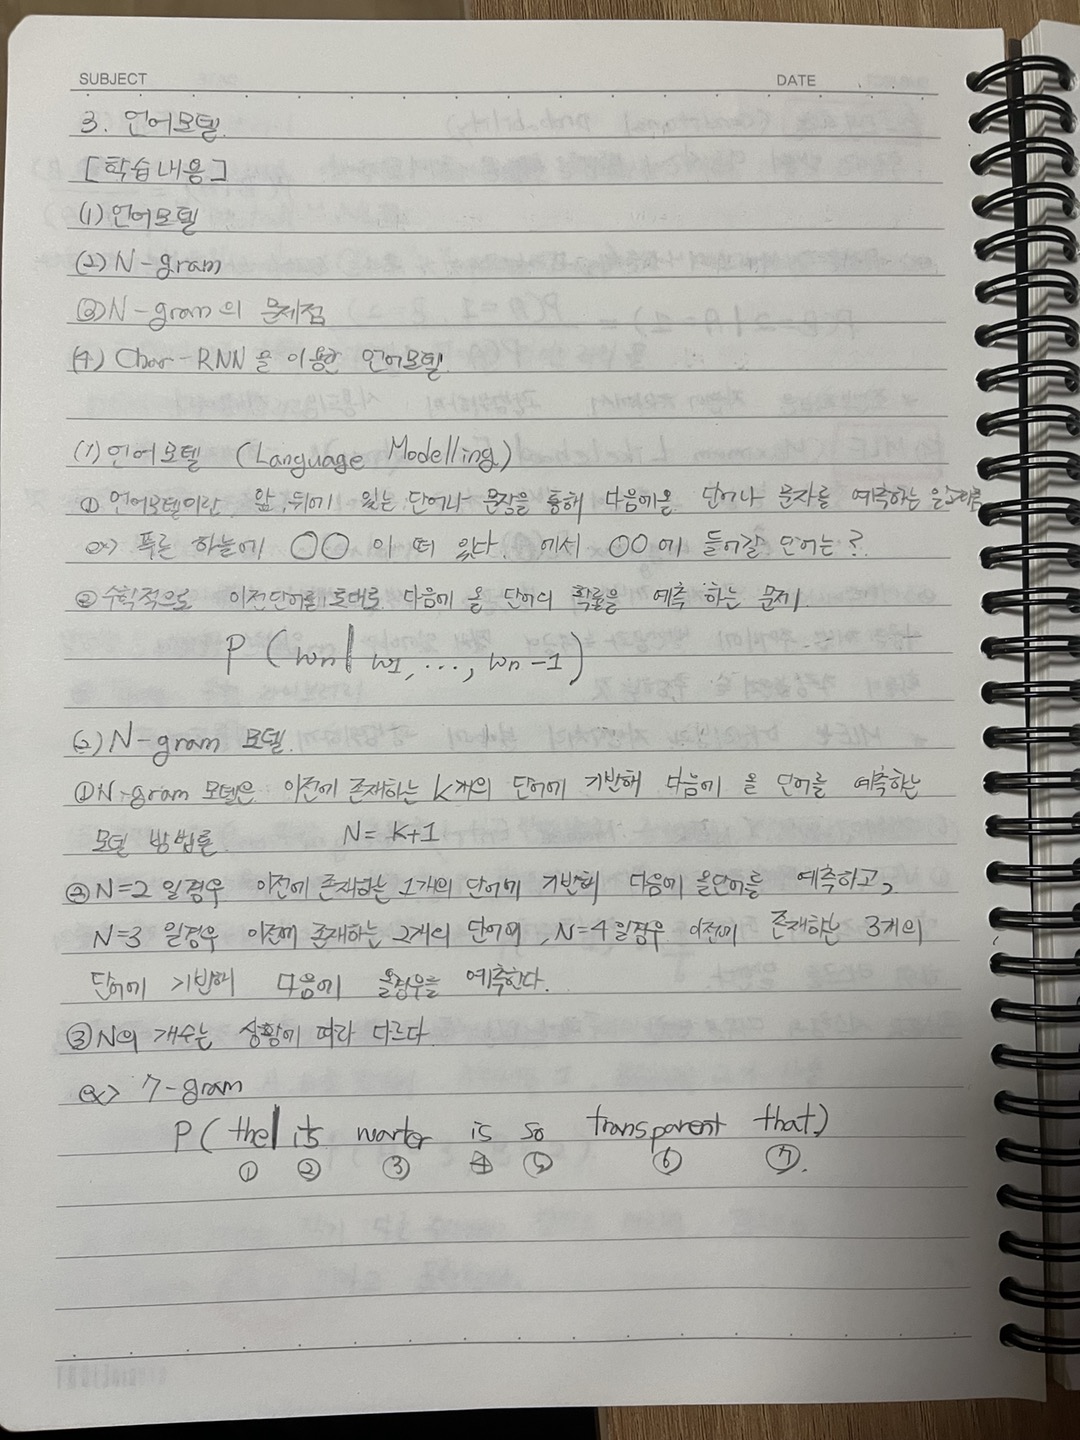 SUBJECT DATE
3. 언어모델.
[학습내용]
(1) 언어모델
(2) N-gram
(3) N-gram의 문제점
(4) Char-RNN을 이용한 언어모델.
(1) 언어모델 (Language Modelling)
① 언어모델이란, 앞, 뒤에 있는 단어나 문장을 통해 다음에올 단어나 문자를 예측하는
ex> 푸른 하늘에 ○○이 떠 있다. 에서 ○○에 들어갈 단어는?
② 수학적으로 이전단어를 토대로 다음에 올 단어의 확률을 예측 하는 문제.
P(wn | w1, ..., wn-1)
(2) N-gram 모델.
① N-gram 모델은 이전에 존재하는 K개의 단어에 기반해 다음에 올 단어를 예측하는
모델 방법론 N= K+1
② N=2 일경우 이전에 존재하는 1개의 단어에 기반해 다음에 올단어를 예측하고,
N=3 일경우 이전에 존재하는 2개의 단어에, N=4 일경우 이전에 존재하는 3개의
단어에 기반해 다음에 올경우를 예측한다.
③ N의 개수는 상황에 따라 다르다.
ex> 7-gram
P( the | its warter is so transparent that)
① ② ③ ④ ⑤ ⑥ ⑦.